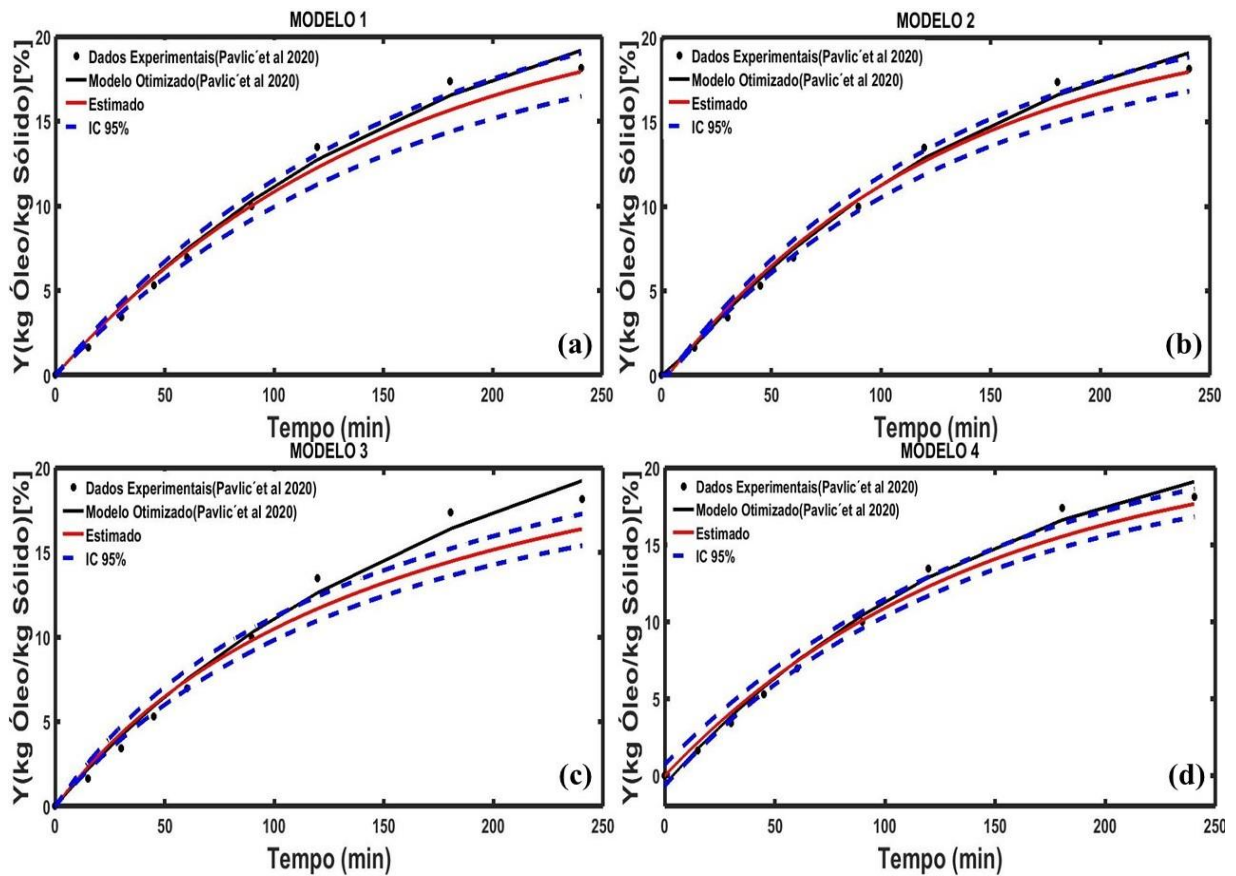 MODELO 1
Y(kg Óleo/kg Sólido)[%]
20
15
10
5
0
Dados Experimentais(Pavlic´et al 2020)
Modelo Otimizado(Pavlic´et al 2020)
Estimado
IC 95%
(a)
0 50 100 150 200 250
Tempo (min)
MODELO 2
Y(kg Óleo/kg Sólido)[%]
20
15
10
5
0
Dados Experimentais(Pavlic´et al 2020)
Modelo Otimizado(Pavlic´et al 2020)
Estimado
IC 95%
(b)
0 50 100 150 200 250
Tempo (min)
MODELO 3
Y(kg Óleo/kg Sólido)[%]
20
15
10
5
0
Dados Experimentais(Pavlic´et al 2020)
Modelo Otimizado(Pavlic´et al 2020)
Estimado
IC 95%
(c)
0 50 100 150 200 250
Tempo (min)
MODELO 4
Y(kg Óleo/kg Sólido)[%]
20
15
10
5
0
Dados Experimentais(Pavlic´et al 2020)
Modelo Otimizado(Pavlic´et al 2020)
Estimado
IC 95%
(d)
0 50 100 150 200 250
Tempo (min)